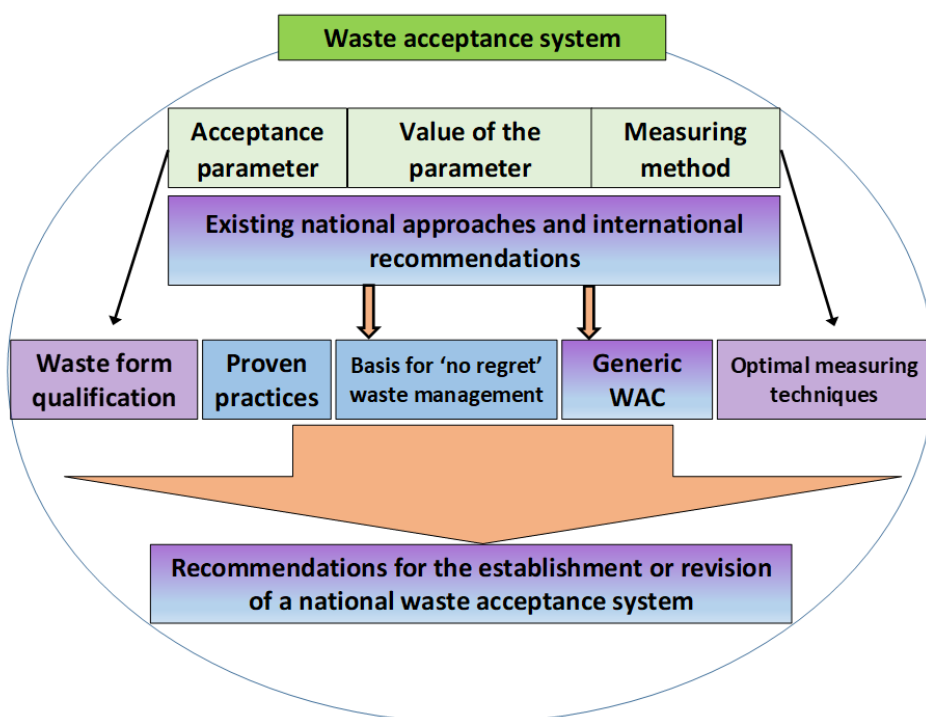 Waste acceptance system
Acceptance
parameter
Value of the
parameter
Measuring
method
Existing national approaches and international
recommendations
Waste form
qualification
Proven
practices
Basis for ‘no regret’
waste management
Generic
WAC
Optimal measuring
techniques
Recommendations for the establishment or revision
of a national waste acceptance system